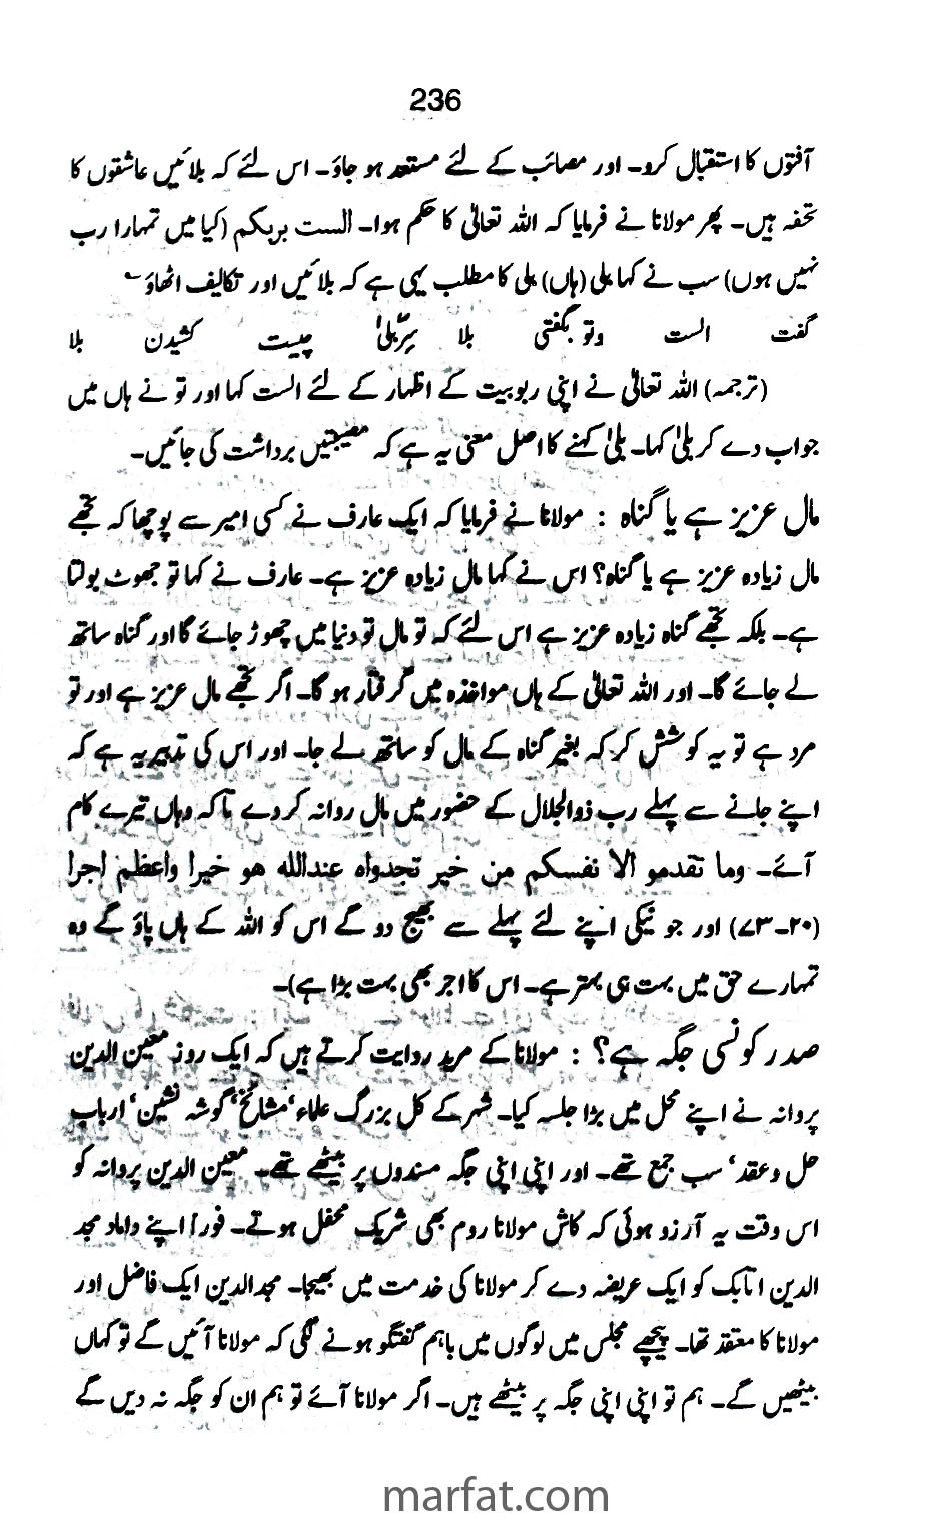 236
آفتوں کا استقبال کرو۔ اور مصائب کے لئے مستعد ہو جاؤ۔ اس لئے کہ بلائیں عاشقوں کا
تحفہ ہیں۔ پھر مولانا نے فرمایا کہ اللہ تعالیٰ کا حکم ہوا۔ الست بربکم (کیا میں تمہارا رب
نہیں ہوں) سب نے کہا بلی (ہاں) بلی کا مطلب یہی ہے کہ بلائیں اور تکالیف اٹھاؤ ؎
گفت الست وتو بگفتی بلا سِرِّ بلیٰ چیست کشیدن بلا
(ترجمہ) اللہ تعالیٰ نے اپنی ربوبیت کے اظہار کے لئے الست کہا اور تو نے ہاں میں
جواب دے کر بلیٰ کہا۔ بلیٰ کہنے کا اصل معنی یہ ہے کہ مصیبتیں برداشت کی جائیں۔
مال عزیز ہے یا گناہ : مولانا نے فرمایا کہ ایک عارف نے کسی امیر سے پوچھا کہ تجھے
مال زیادہ عزیز ہے یا گناہ؟ اس نے کہا مال زیادہ عزیز ہے۔ عارف نے کہا تو جھوٹ بولتا
ہے۔ بلکہ تجھے گناہ زیادہ عزیز ہے اس لئے کہ تو مال تو دنیا میں چھوڑ جائے گا اور گناہ ساتھ
لے جائے گا۔ اور اللہ تعالیٰ کے ہاں مواخذہ میں گرفتار ہو گا۔ اگر تجھے مال عزیز ہے اور تو
مرد ہے تو یہ کوشش کر کہ بغیر گناہ کے مال کو ساتھ لے جا۔ اور اس کی تدبیر یہ ہے کہ
اپنے جانے سے پہلے رب ذوالجلال کے حضور میں مال روانہ کر دے تاکہ وہاں تیرے کام
آئے۔ وما تقدمو الا نفسکم من خیر تجدواہ عنداللہ ھو خیرا واعظم اجرا
(۲۰۔۷۳) اور جو نیکی اپنے لئے پہلے سے بھیج دو گے اس کو اللہ کے ہاں پاؤ گے وہ
تمہارے حق میں بہت ہی بہتر ہے۔ اس کا اجر بھی بہت بڑا ہے)۔
صدر کونسی جگہ ہے؟ : مولانا کے مرید روایت کرتے ہیں کہ ایک روز معین الدین
پروانہ نے اپنے محل میں بڑا جلسہ کیا۔ شہر کے کل بزرگ علماء، مشائخ، گوشہ نشین، ارباب
حل وعقد، سب جمع تھے۔ اور اپنی اپنی جگہ مسندوں پر بیٹھے تھے۔ معین الدین پروانہ کو
اس وقت یہ آرزو ہوئی کہ کاش مولانا روم بھی شریک محفل ہوتے۔ فوراً اپنے داماد مجد
الدین اتابک کو ایک عریضہ دے کر مولانا کی خدمت میں بھیجا۔ مجد الدین ایک فاضل اور
مولانا کا معتقد تھا۔ پیچھے مجلس میں لوگوں میں باہم گفتگو ہونے لگی کہ مولانا آئیں گے تو کہاں
بیٹھیں گے۔ ہم تو اپنی اپنی جگہ پر بیٹھے ہیں۔ اگر مولانا آئے تو ہم ان کو جگہ نہ دیں گے
marfat.com